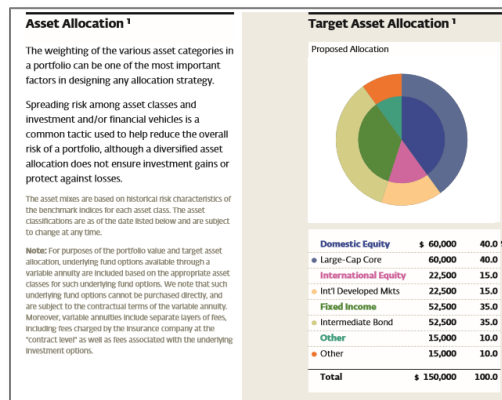 Asset Allocation ¹
The weighting of the various asset categories in
a portfolio can be one of the most important
factors in designing any allocation strategy.
Spreading risk among asset classes and
investment and/or financial vehicles is a
common tactic used to help reduce the overall
risk of a portfolio, although a diversified asset
allocation does not ensure investment gains or
protect against losses.
The asset mixes are based on historical risk characteristics of
the benchmark indices for each asset class. The asset
classifications are as of the date listed below and are subject
to change at any time.
Note: For purposes of the portfolio value and target asset
allocation, underlying fund options available through a
variable annuity are included based on the appropriate asset
classes for such underlying fund options. We note that such
underlying fund options cannot be purchased directly, and
are subject to the contractual terms of the variable annuity.
Moreover, variable annuities include separate layers of fees,
including fees charged by the insurance company at the
"contract level" as well as fees associated with the underlying
investment options.
Target Asset Allocation ¹
Proposed Allocation
Domestic Equity $ 60,000 40.0
Large-Cap Core 60,000 40.0
International Equity 22,500 15.0
Int'l Developed Mkts 22,500 15.0
Fixed Income 52,500 35.0
Intermediate Bond 52,500 35.0
Other 15,000 10.0
Other 15,000 10.0
Total $ 150,000 100.0